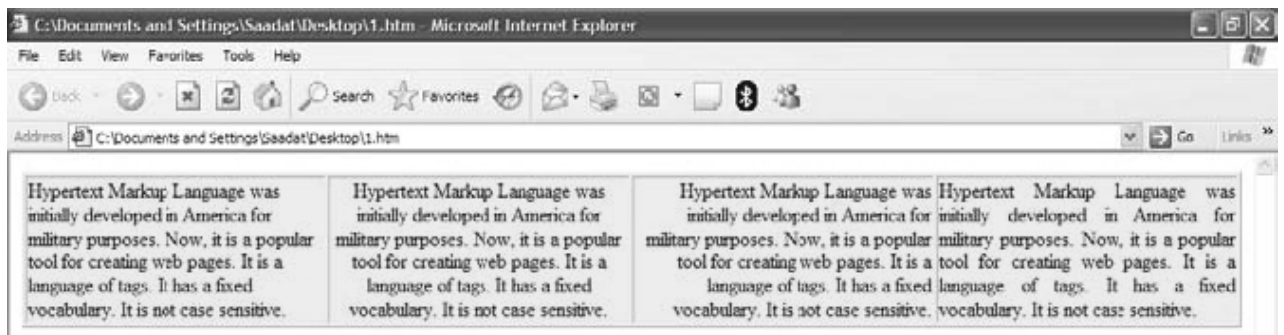 C:\Documents and Settings\Saadat\Desktop\1.htm - Microsoft Internet Explorer
File Edit View Favorites Tools Help
Back Search Favorites
Address C:\Documents and Settings\Saadat\Desktop\1.htm Go Links »
Hypertext Markup Language was
initially developed in America for
military purposes. Now, it is a popular
tool for creating web pages. It is a
language of tags. It has a fixed
vocabulary. It is not case sensitive.
Hypertext Markup Language was
initially developed in America for
military purposes. Now, it is a popular
tool for creating web pages. It is a
language of tags. It has a fixed
vocabulary. It is not case sensitive.
Hypertext Markup Language was
initially developed in America for
military purposes. Now, it is a popular
tool for creating web pages. It is a
language of tags. It has a fixed
vocabulary. It is not case sensitive.
Hypertext Markup Language was
initially developed in America for
military purposes. Now, it is a popular
tool for creating web pages. It is a
language of tags. It has a fixed
vocabulary. It is not case sensitive.